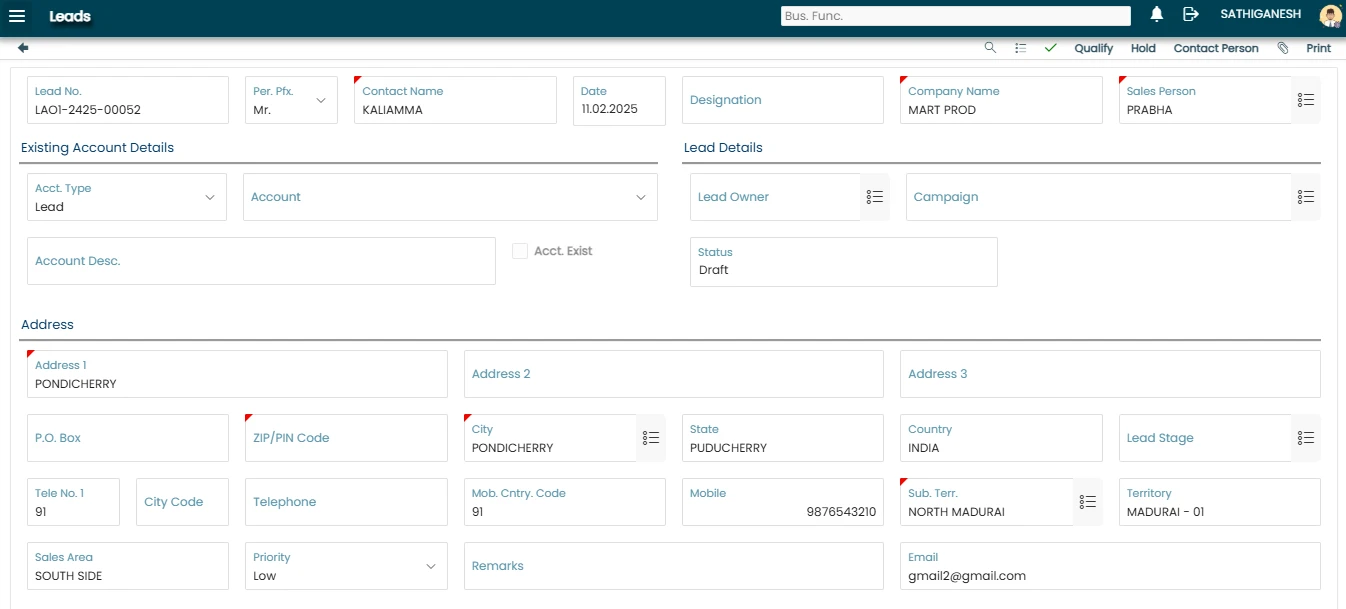 Leads
Bus. Func.
SATHIGANESH
Qualify
Hold
Contact Person
Print
Lead No.
LAO1-2425-00052
Per. Pfx.
Mr.
Contact Name
KALIAMMA
Date
11.02.2025
Designation
Company Name
MART PROD
Sales Person
PRABHA
Existing Account Details
Lead Details
Acct. Type
Lead
Account
Lead Owner
Campaign
Account Desc.
Acct. Exist
Status
Draft
Address
Address 1
PONDICHERRY
Address 2
Address 3
P.O. Box
ZIP/PIN Code
City
PONDICHERRY
State
PUDUCHERRY
Country
INDIA
Lead Stage
Tele No. 1
91
City Code
Telephone
Mob. Cntry. Code
91
Mobile
9876543210
Sub. Terr.
NORTH MADURAI
Territory
MADURAI - 01
Sales Area
SOUTH SIDE
Priority
Low
Remarks
Email
gmail2@gmail.com